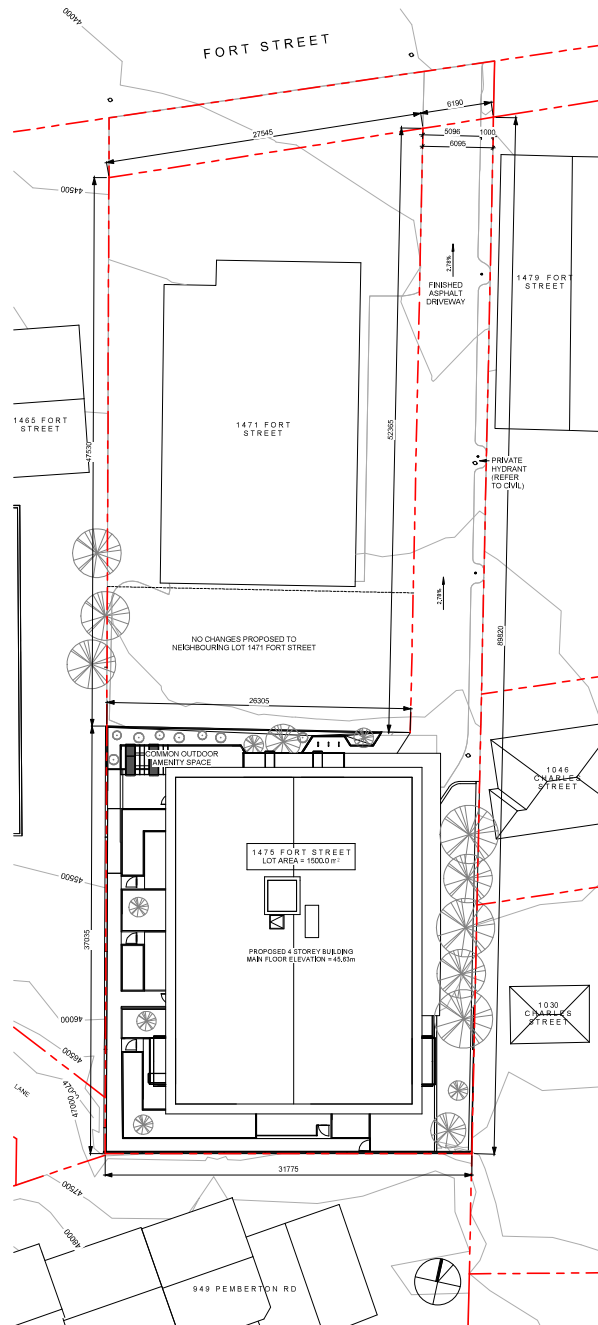 44000
FORT STREET
6190
27545
5096 1000
6095
44500
2.78%
FINISHED
ASPHALT
DRIVEWAY
1479 FORT
STREET
1465 FORT
STREET
1471 FORT
STREET
52365
47530
PRIVATE
HYDRANT
(REFER
TO CIVIL)
2.78%
NO CHANGES PROPOSED TO
NEIGHBOURING LOT 1471 FORT STREET
89820
26305
COMMON OUTDOOR
AMENITY SPACE
1046
CHARLES
STREET
1475 FORT STREET
LOT AREA = 1500.0 m²
45500
37035
PROPOSED 4 STOREY BUILDING
MAIN FLOOR ELEVATION = 45.63m
46000
1030
CHARLES
STREET
46500
LANE
47000
31775
47500
48000
949 PEMBERTON RD